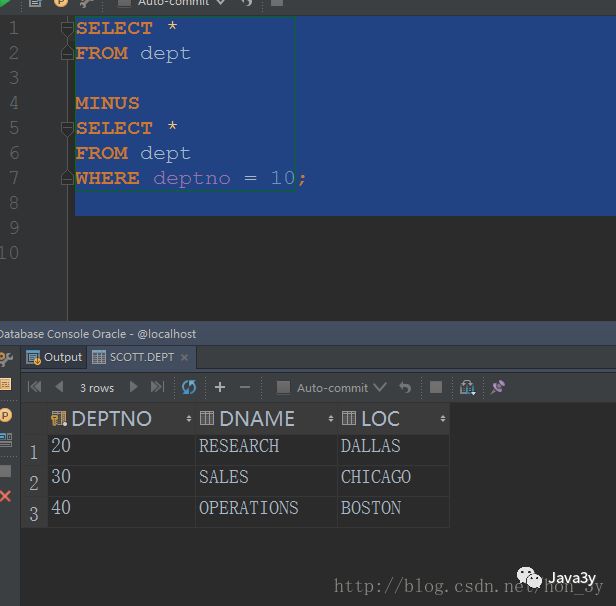 Auto-commit
1 SELECT *
2 FROM dept
3
4 MINUS
5 SELECT *
6 FROM dept
7 WHERE deptno = 10;
8
9
10
Database Console Oracle - @localhost
Output SCOTT.DEPT
3 rows Auto-commit
DEPTNO DNAME LOC
1 20 RESEARCH DALLAS
2 30 SALES CHICAGO
3 40 OPERATIONS BOSTON
Java3y
http://blog.csdn.net/hon_3y